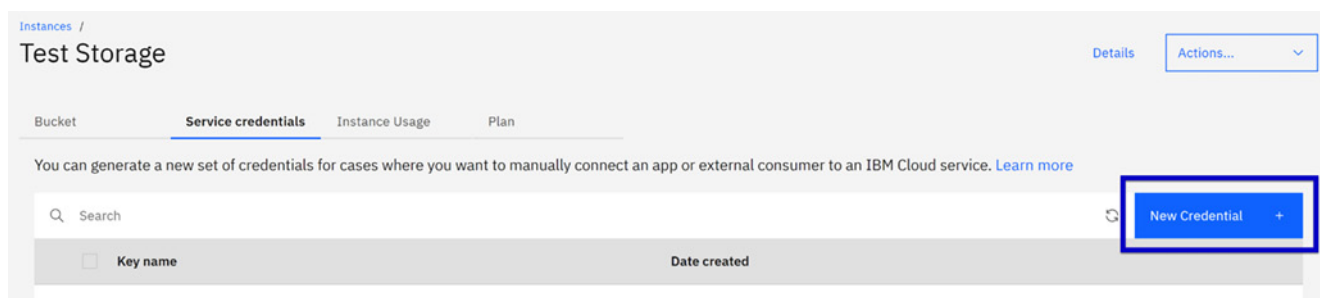 Instances /
Test Storage
Details
Actions...
Bucket Service credentials Instance Usage Plan
You can generate a new set of credentials for cases where you want to manually connect an app or external consumer to an IBM Cloud service. Learn more
Search
New Credential +
Key name Date created